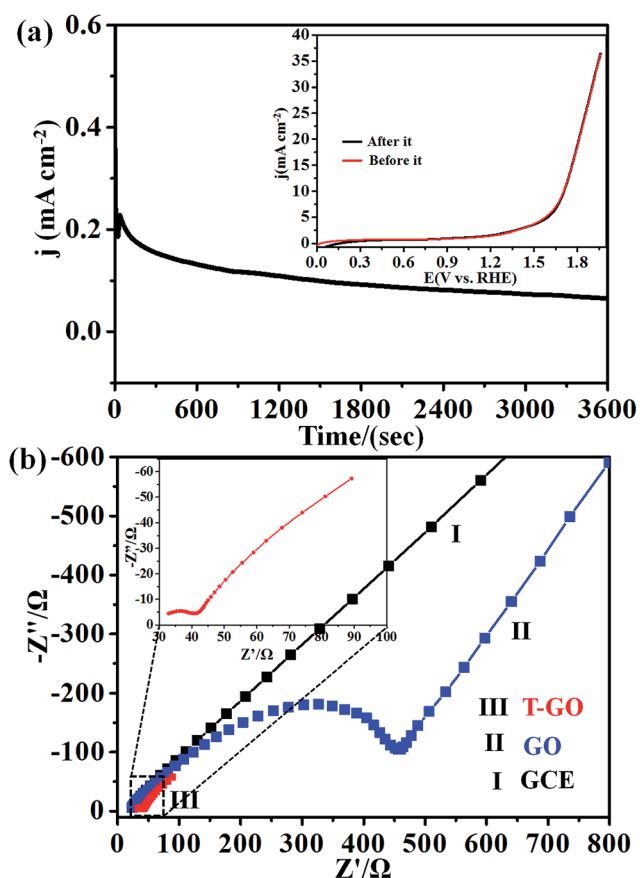 (a)
0.6
0.4
0.2
0.0
j (mA cm-2)
0 600 1200 1800 2400 3000 3600
Time/(sec)
40
35
30
25
20
15
10
5
0
j(mA cm-2)
After it
Before it
0.0 0.3 0.6 0.9 1.2 1.5 1.8
E(V vs. RHE)
(b)
-600
-500
-400
-300
-200
-100
0
-Z''/Ω
-60
-50
-40
-30
-20
-10
0
-Z''/Ω
30 40 50 60 70 80 90 100
Z'/Ω
I
II
III
III T-GO
II GO
I GCE
0 100 200 300 400 500 600 700 800
Z'/Ω